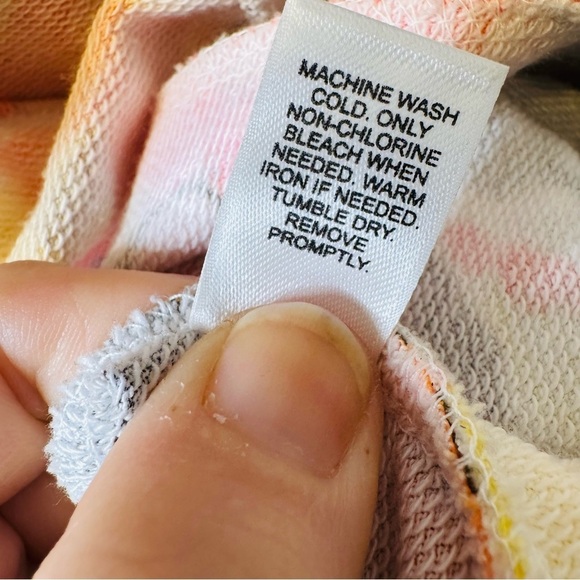 MACHINE WASH
COLD. ONLY
NON-CHLORINE
BLEACH WHEN
NEEDED. WARM
IRON IF NEEDED.
TUMBLE DRY.
REMOVE
PROMPTLY.